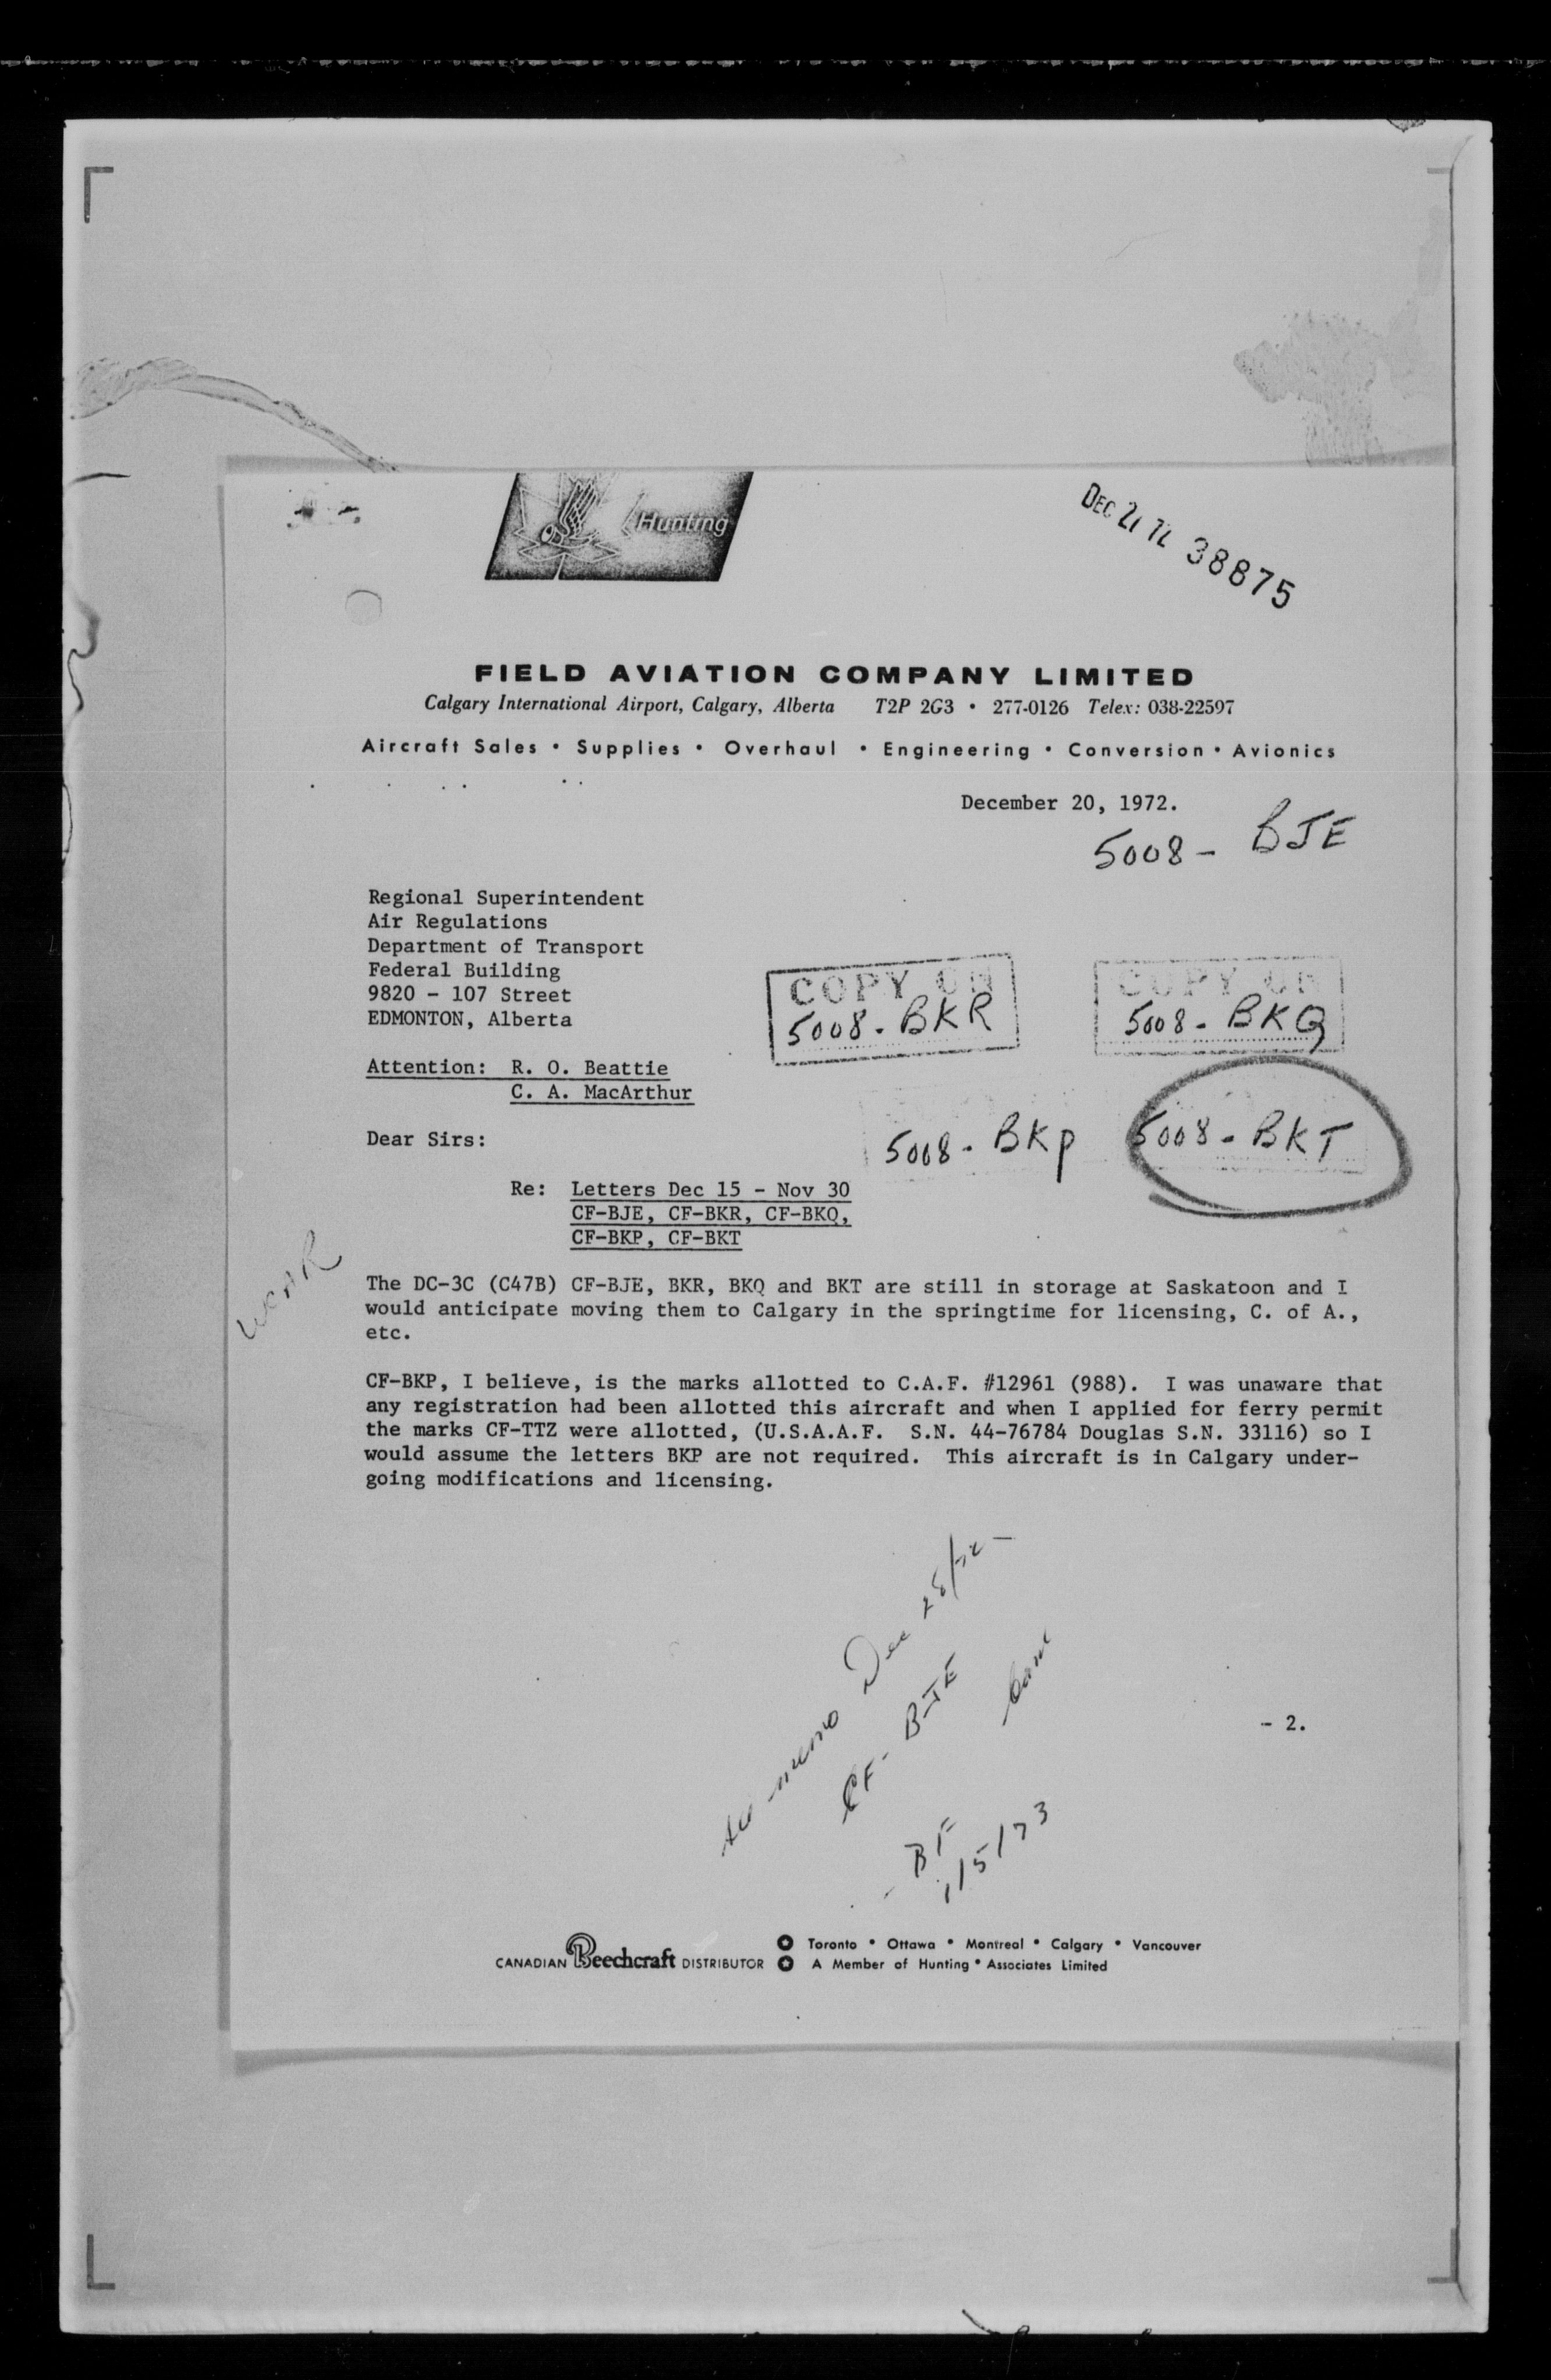 Hunting
DEC 21 72 38875
FIELD AVIATION COMPANY LIMITED
Calgary International Airport, Calgary, Alberta T2P 2G3 • 277-0126 Telex: 038-22597
Aircraft Sales • Supplies • Overhaul • Engineering • Conversion • Avionics
December 20, 1972.
5008 - BJE
Regional Superintendent
Air Regulations
Department of Transport
Federal Building
9820 - 107 Street
EDMONTON, Alberta
COPY ON
5008 - BKR
COPY ON
5008 - BKQ
Attention: R. O. Beattie
C. A. MacArthur
5008 - BKP
5008 - BKT
Dear Sirs:
Re: Letters Dec 15 - Nov 30
CF-BJE, CF-BKR, CF-BKQ,
CF-BKP, CF-BKT
The DC-3C (C47B) CF-BJE, BKR, BKQ and BKT are still in storage at Saskatoon and I
would anticipate moving them to Calgary in the springtime for licensing, C. of A.,
etc.
CF-BKP, I believe, is the marks allotted to C.A.F. #12961 (988). I was unaware that
any registration had been allotted this aircraft and when I applied for ferry permit
the marks CF-TTZ were allotted, (U.S.A.A.F. S.N. 44-76784 Douglas S.N. 33116) so I
would assume the letters BKP are not required. This aircraft is in Calgary under-
going modifications and licensing.
memo Dec 28/72
CF-BJE
- 2.
BF
1/5/73
CANADIAN Beechcraft DISTRIBUTOR
Toronto • Ottawa • Montreal • Calgary • Vancouver
A Member of Hunting • Associates Limited